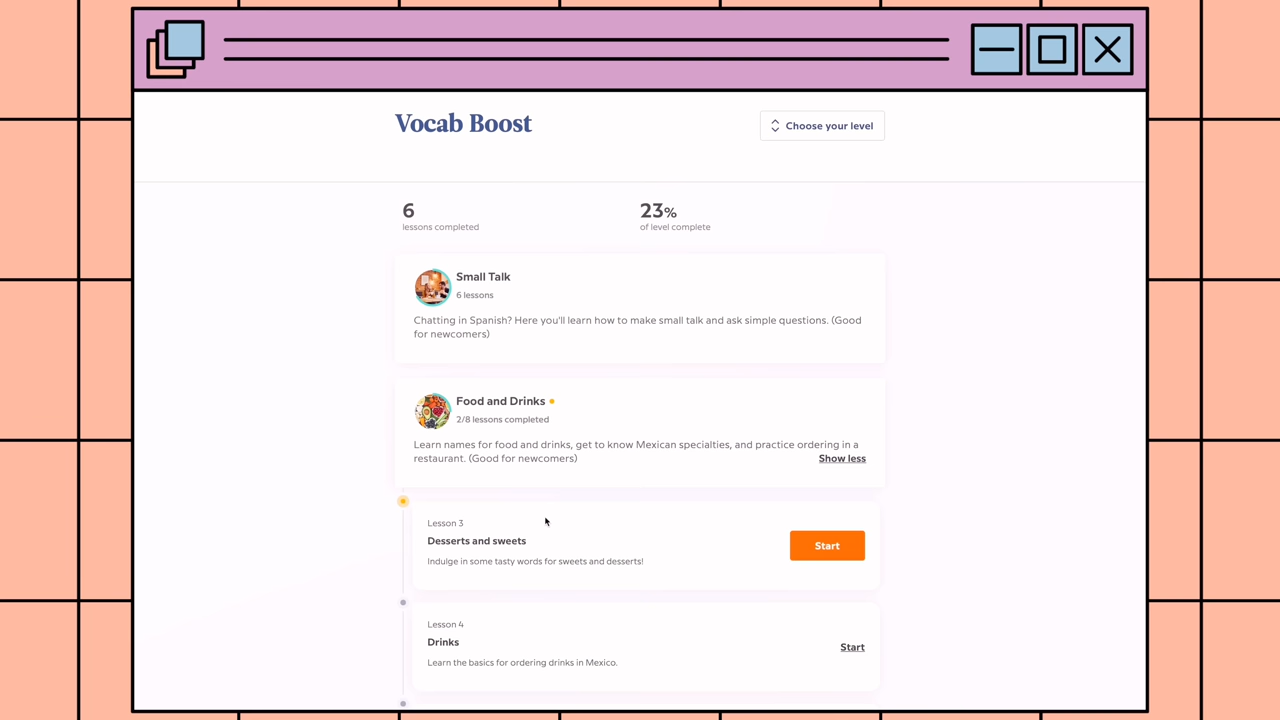 Vocab Boost
Choose your level
6
lessons completed
23%
of level complete
Small Talk
6 lessons
Chatting in Spanish? Here you'll learn how to make small talk and ask simple questions. (Good
for newcomers)
Food and Drinks
2/8 lessons completed
Learn names for food and drinks, get to know Mexican specialties, and practice ordering in a
restaurant. (Good for newcomers)
Show less
Lesson 3
Desserts and sweets
Indulge in some tasty words for sweets and desserts!
Start
Lesson 4
Drinks
Learn the basics for ordering drinks in Mexico.
Start